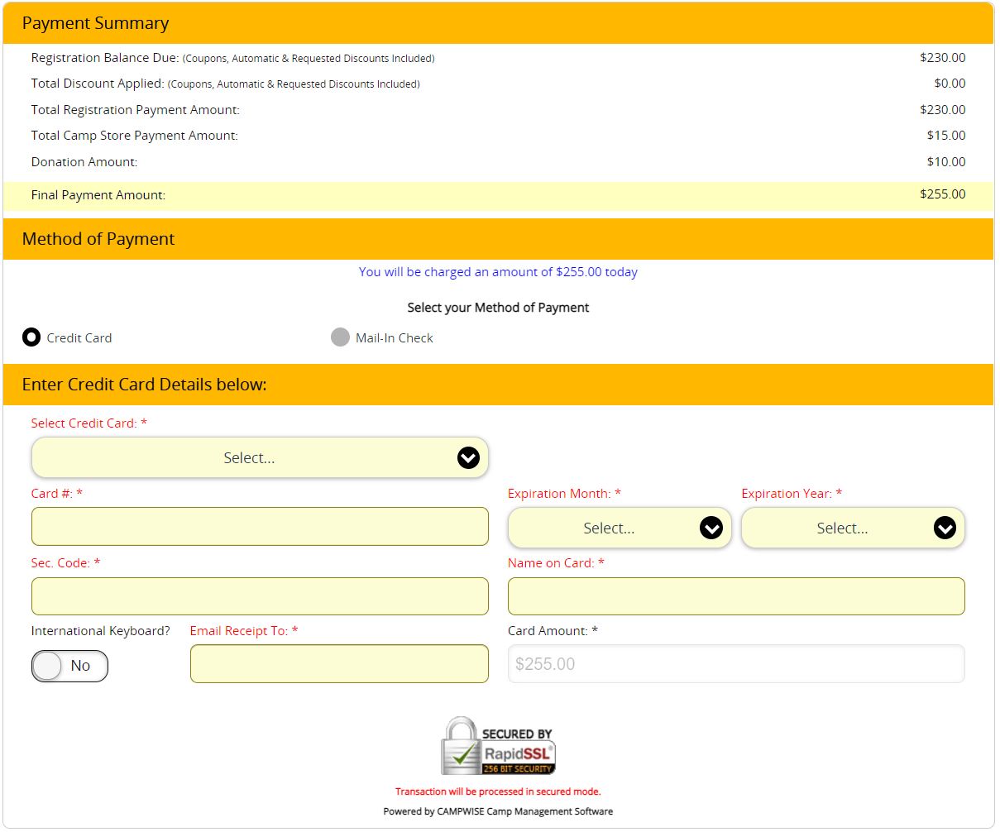 Payment Summary
Registration Balance Due: (Coupons, Automatic & Requested Discounts Included) $230.00
Total Discount Applied: (Coupons, Automatic & Requested Discounts Included) $0.00
Total Registration Payment Amount: $230.00
Total Camp Store Payment Amount: $15.00
Donation Amount: $10.00
Final Payment Amount: $255.00
Method of Payment
You will be charged an amount of $255.00 today
Select your Method of Payment
Credit Card Mail-In Check
Enter Credit Card Details below:
Select Credit Card: *
Select...
Card #: * Expiration Month: * Expiration Year: *
Select... Select...
Sec. Code: * Name on Card: *
International Keyboard? Email Receipt To: * Card Amount: *
No $255.00
SECURED BY
RapidSSL®
256 BIT SECURITY
Transaction will be processed in secured mode.
Powered by CAMPWISE Camp Management Software